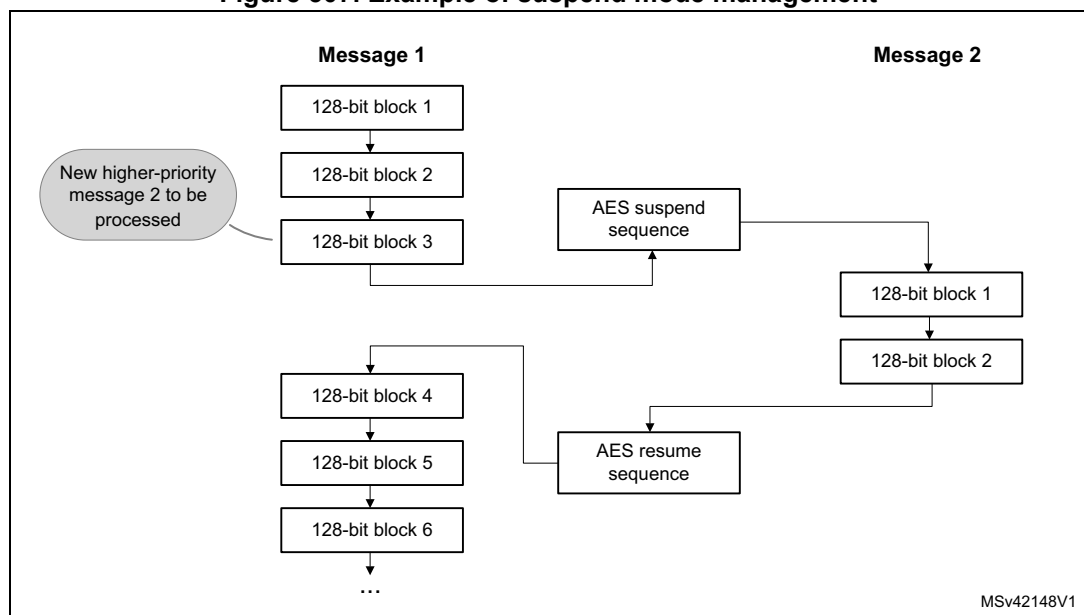 Message 1
Message 2
128-bit block 1
New higher-priority
message 2 to be
processed
128-bit block 2
128-bit block 3
AES suspend
sequence
128-bit block 1
128-bit block 2
128-bit block 4
AES resume
sequence
128-bit block 5
128-bit block 6
...
MSv42148V1